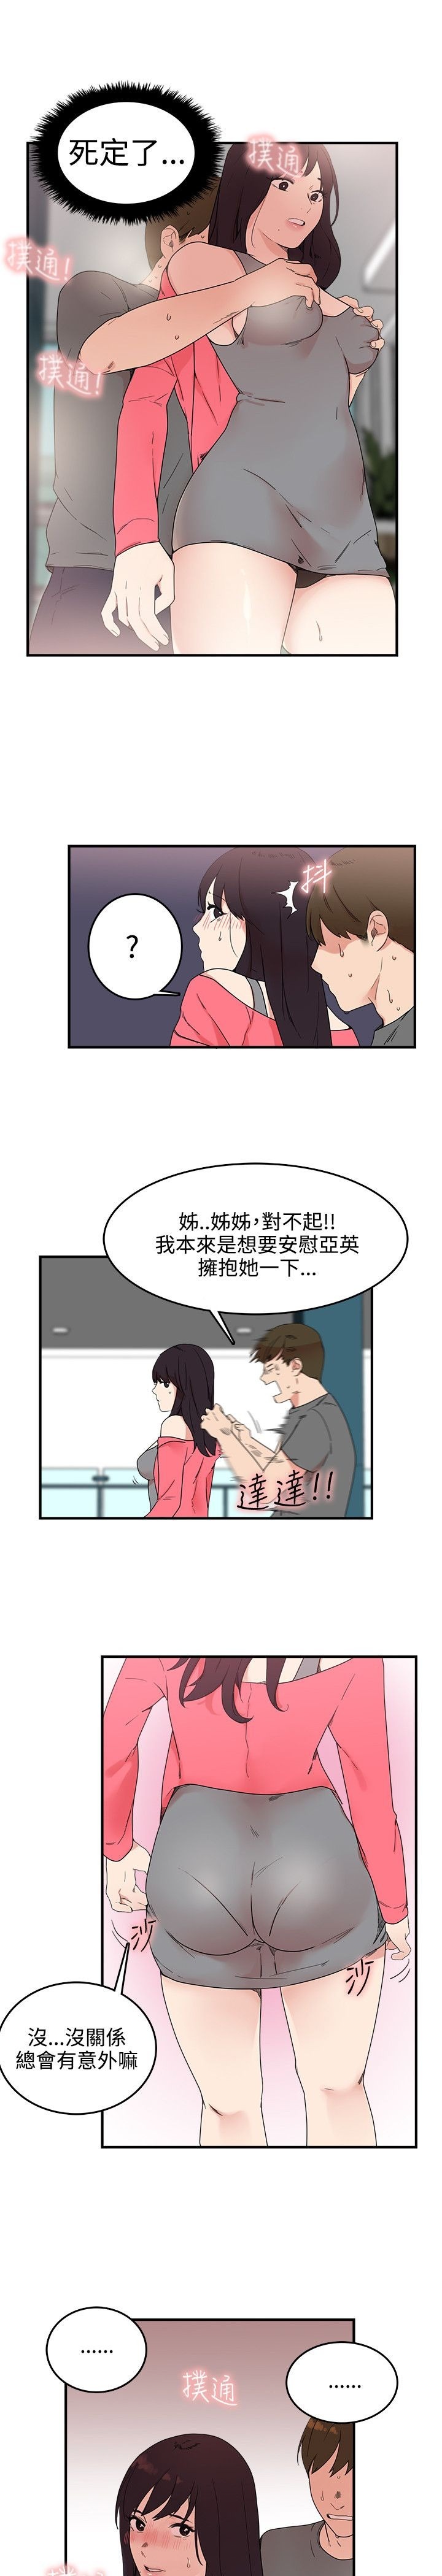 死定了...
撲通
撲通!
撲通!
抖
?
姊..姊姊,對不起!!
我本來是想要安慰亞英
擁抱她一下...
達達!!
沙
沙
沒...沒關係
總會有意外嘛
......
撲通
......